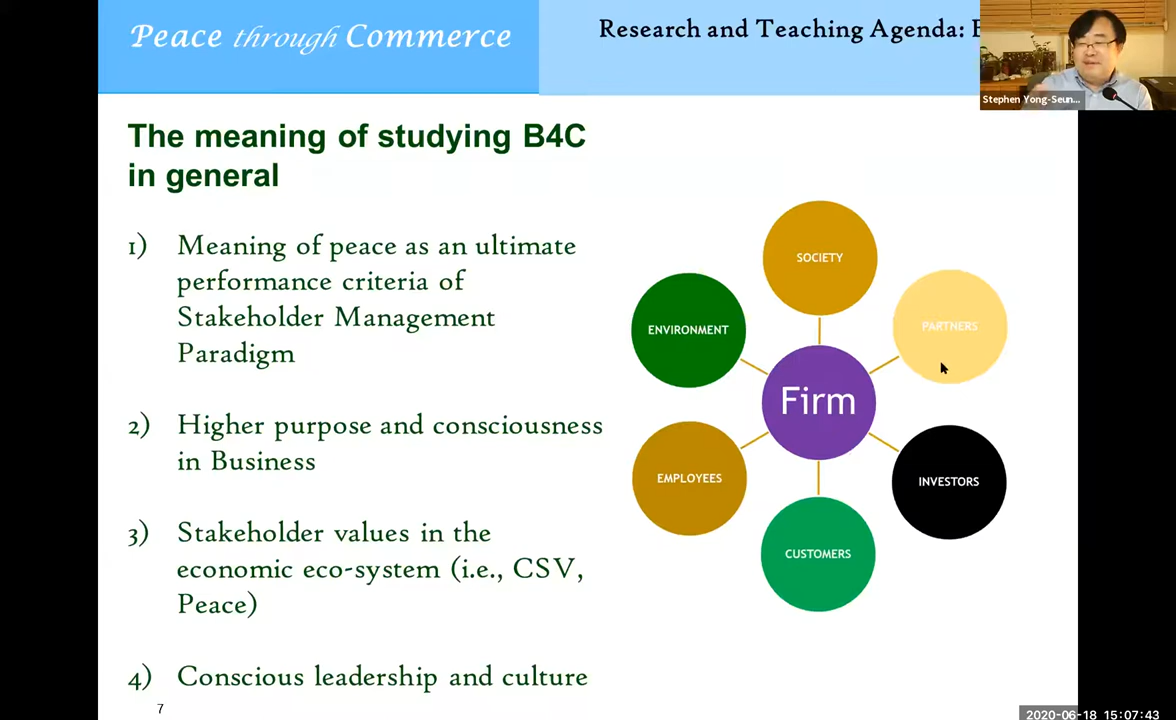 Peace through Commerce
Research and Teaching Agenda:
Stephen Yong-Seun...
The meaning of studying B4C
in general
1) Meaning of peace as an ultimate
performance criteria of
Stakeholder Management
Paradigm
2) Higher purpose and consciousness
in Business
3) Stakeholder values in the
economic eco-system (i.e., CSV,
Peace)
4) Conscious leadership and culture
SOCIETY
ENVIRONMENT
PARTNERS
Firm
EMPLOYEES
INVESTORS
CUSTOMERS
7
2020-06-18 15:07:43